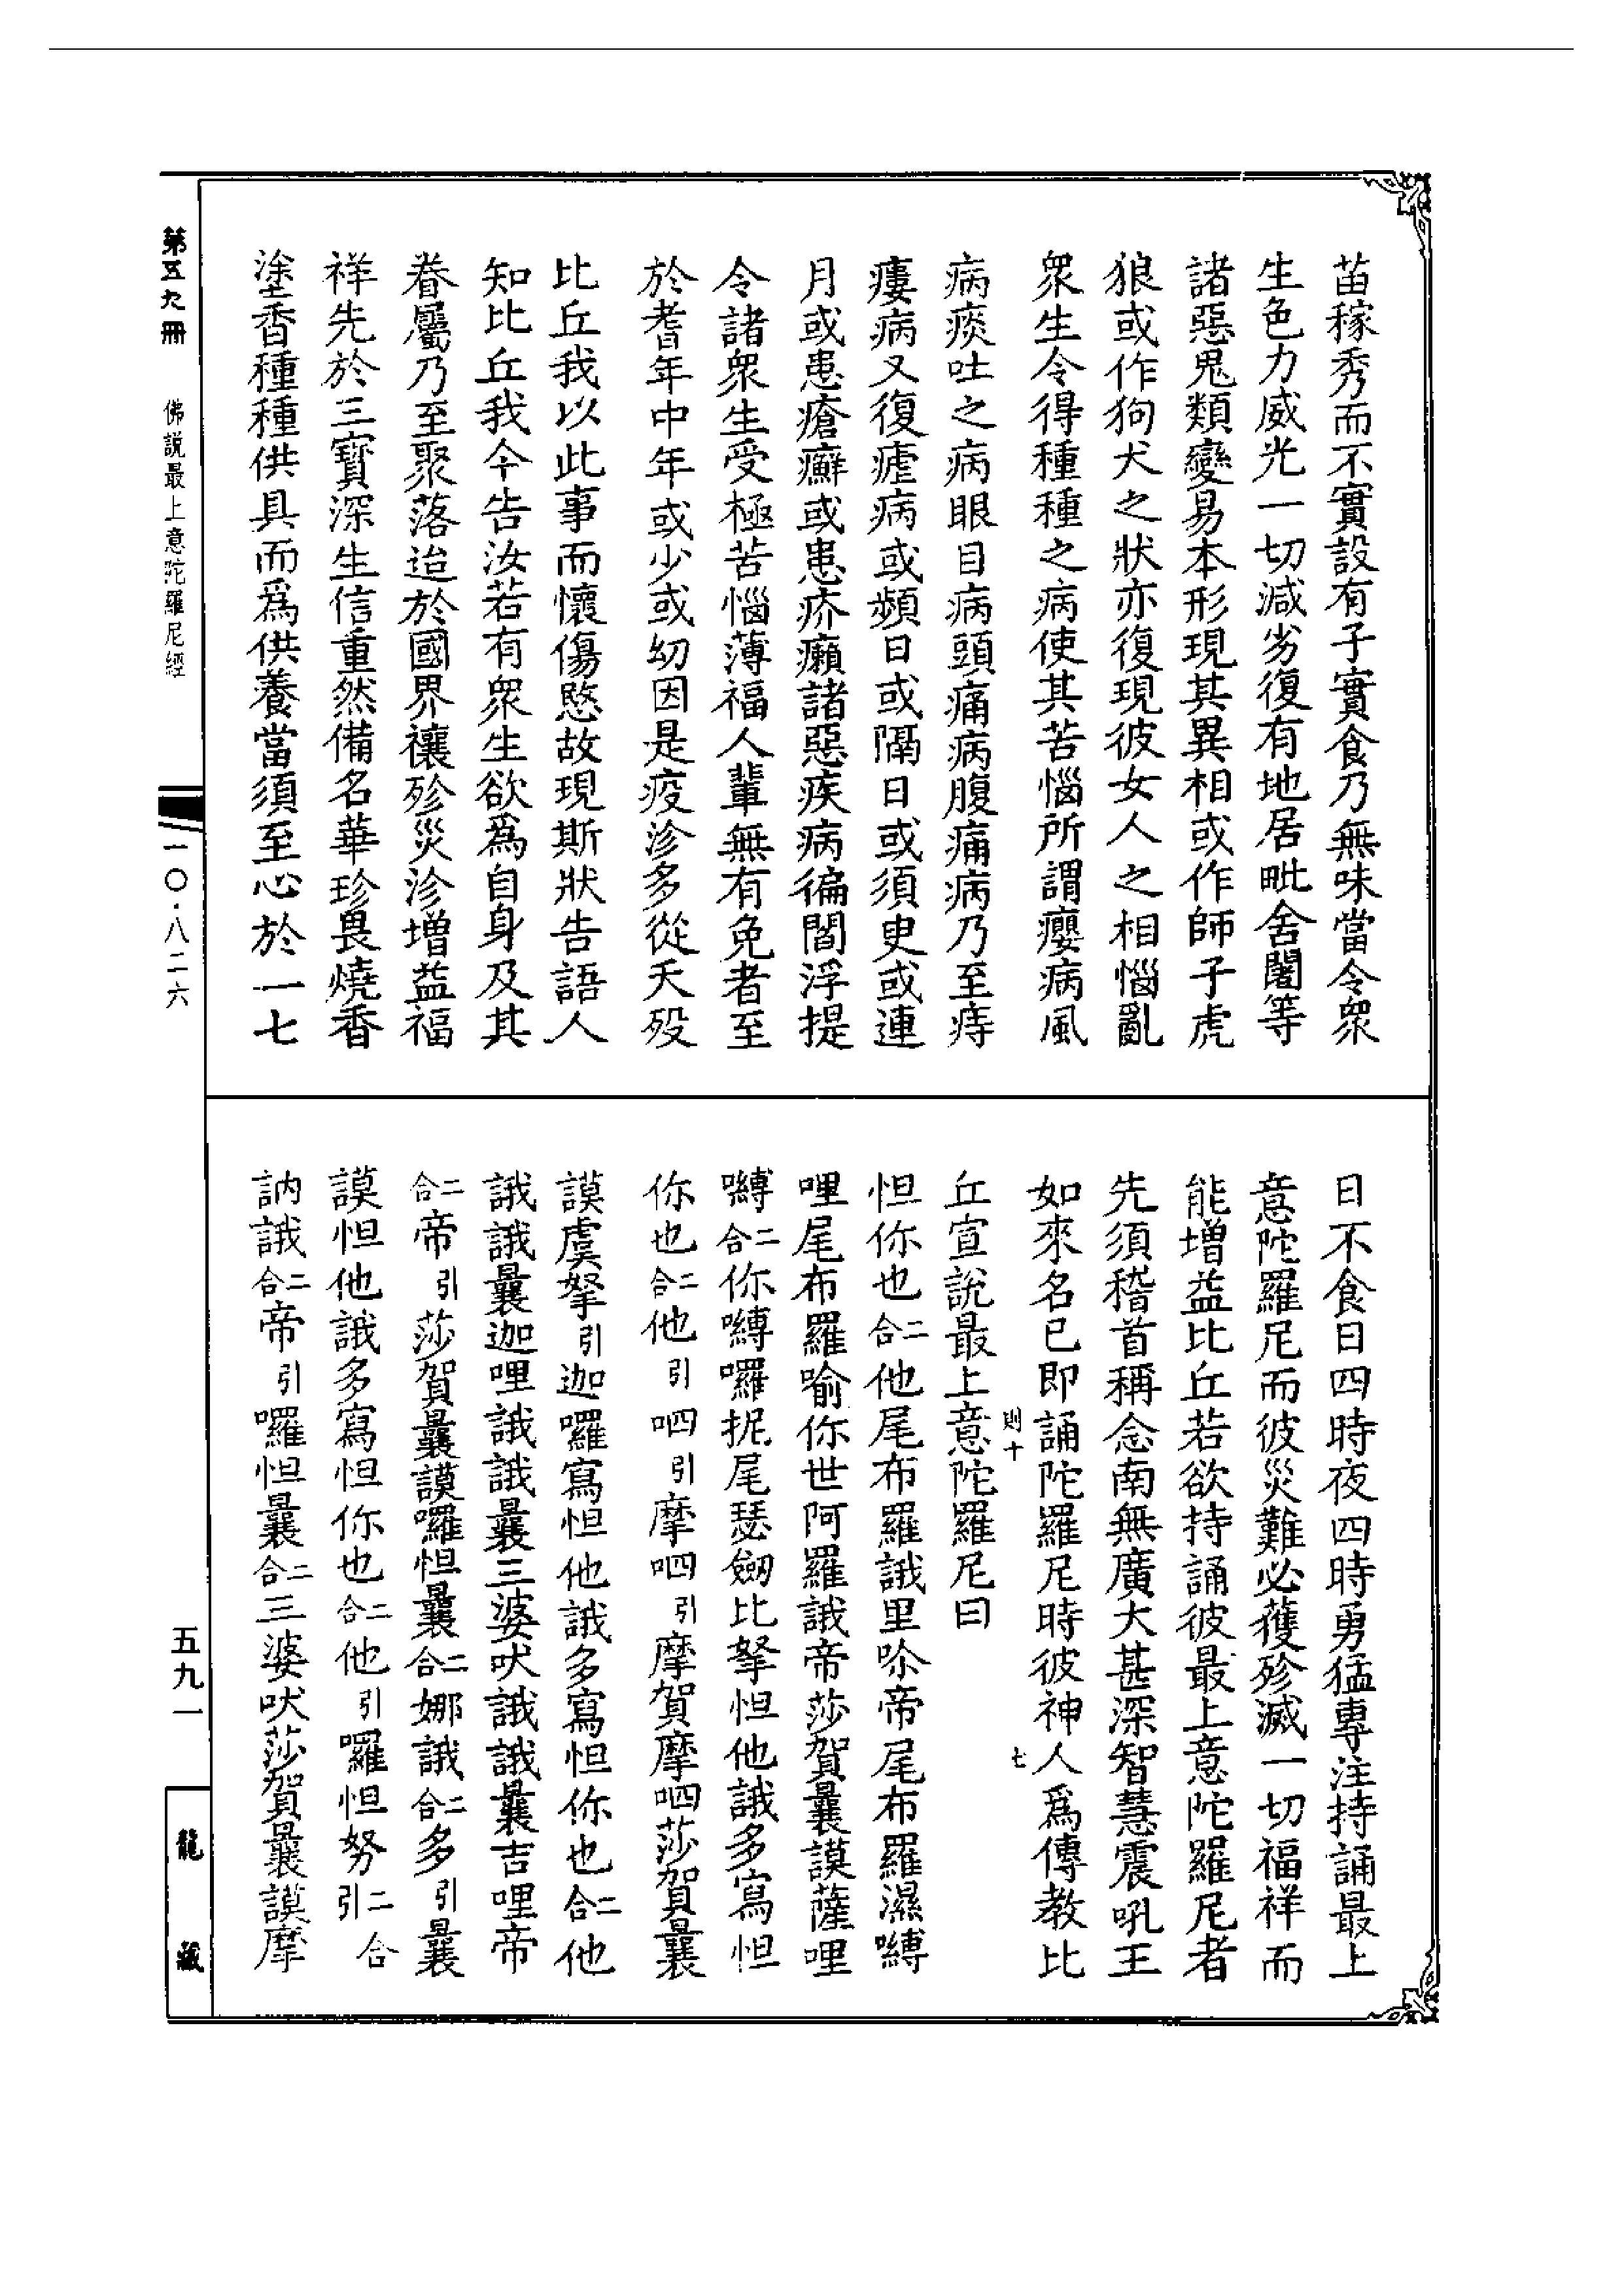 苗稼秀而不實設有子實食乃無味當令衆
生色力威光一切減劣復有地居毗舍闍等
諸惡鬼類變易本形現其異相或作師子虎
狼或作狗犬之狀亦復現彼女人之相惱亂
衆生令得種種之病使其苦惱所謂癭病風
病痰吐之病眼目病頭痛病腹痛病乃至痔
瘻病又復瘧病或頻日或隔日或須臾或連
月或患瘡癬或患疥癩諸惡疾病徧閻浮提
令諸衆生受極苦惱薄福人輩無有免者至
於耆年中年或少或幼因是疫沴多從夭歿
比丘我以此事而懷傷愍故現斯狀告語人
知比丘我今告汝若有衆生欲爲自身及其
眷屬乃至聚落迨於國界禳殄災沴增益福
祥先於三寶深生信重然備名華珍異燒香
塗香種種供具而爲供養當須至心於一七
日不食日四時夜四時勇猛專注持誦最上
意陀羅尼而彼災難必獲殄滅一切福祥而
能增益比丘若欲持誦彼最上意陀羅尼者
先須稽首稱念南無廣大甚深智慧震吼王
如來名已即誦陀羅尼時彼神人爲傳教比
則十
七
丘宣說最上意陀羅尼曰
怛你也二合他尾布羅誐里吤帝尾布羅濕嚩
哩尾布羅喻你世阿羅誐帝莎賀曩謨薩哩
嚩二合你嚩囉抳尾瑟劒比拏怛他誐多寫怛
你也二合他引呬引摩呬引摩賀摩呬莎賀曩
謨虞拏引迦囉寫怛他誐多寫怛你也二合他
誐誐曩迦哩誐誐曩三婆吠誐誐曩吉哩帝
二合帝引莎賀曩謨囉怛曩二合娜誐二合多引曩
謨怛他誐多寫怛你也二合他引囉怛努二合引
訥誐二合帝引囉怛曩二合三婆吠莎賀曩謨摩
第五九冊
佛說最上意陀羅尼經
一〇·八二六
五九一
龍藏